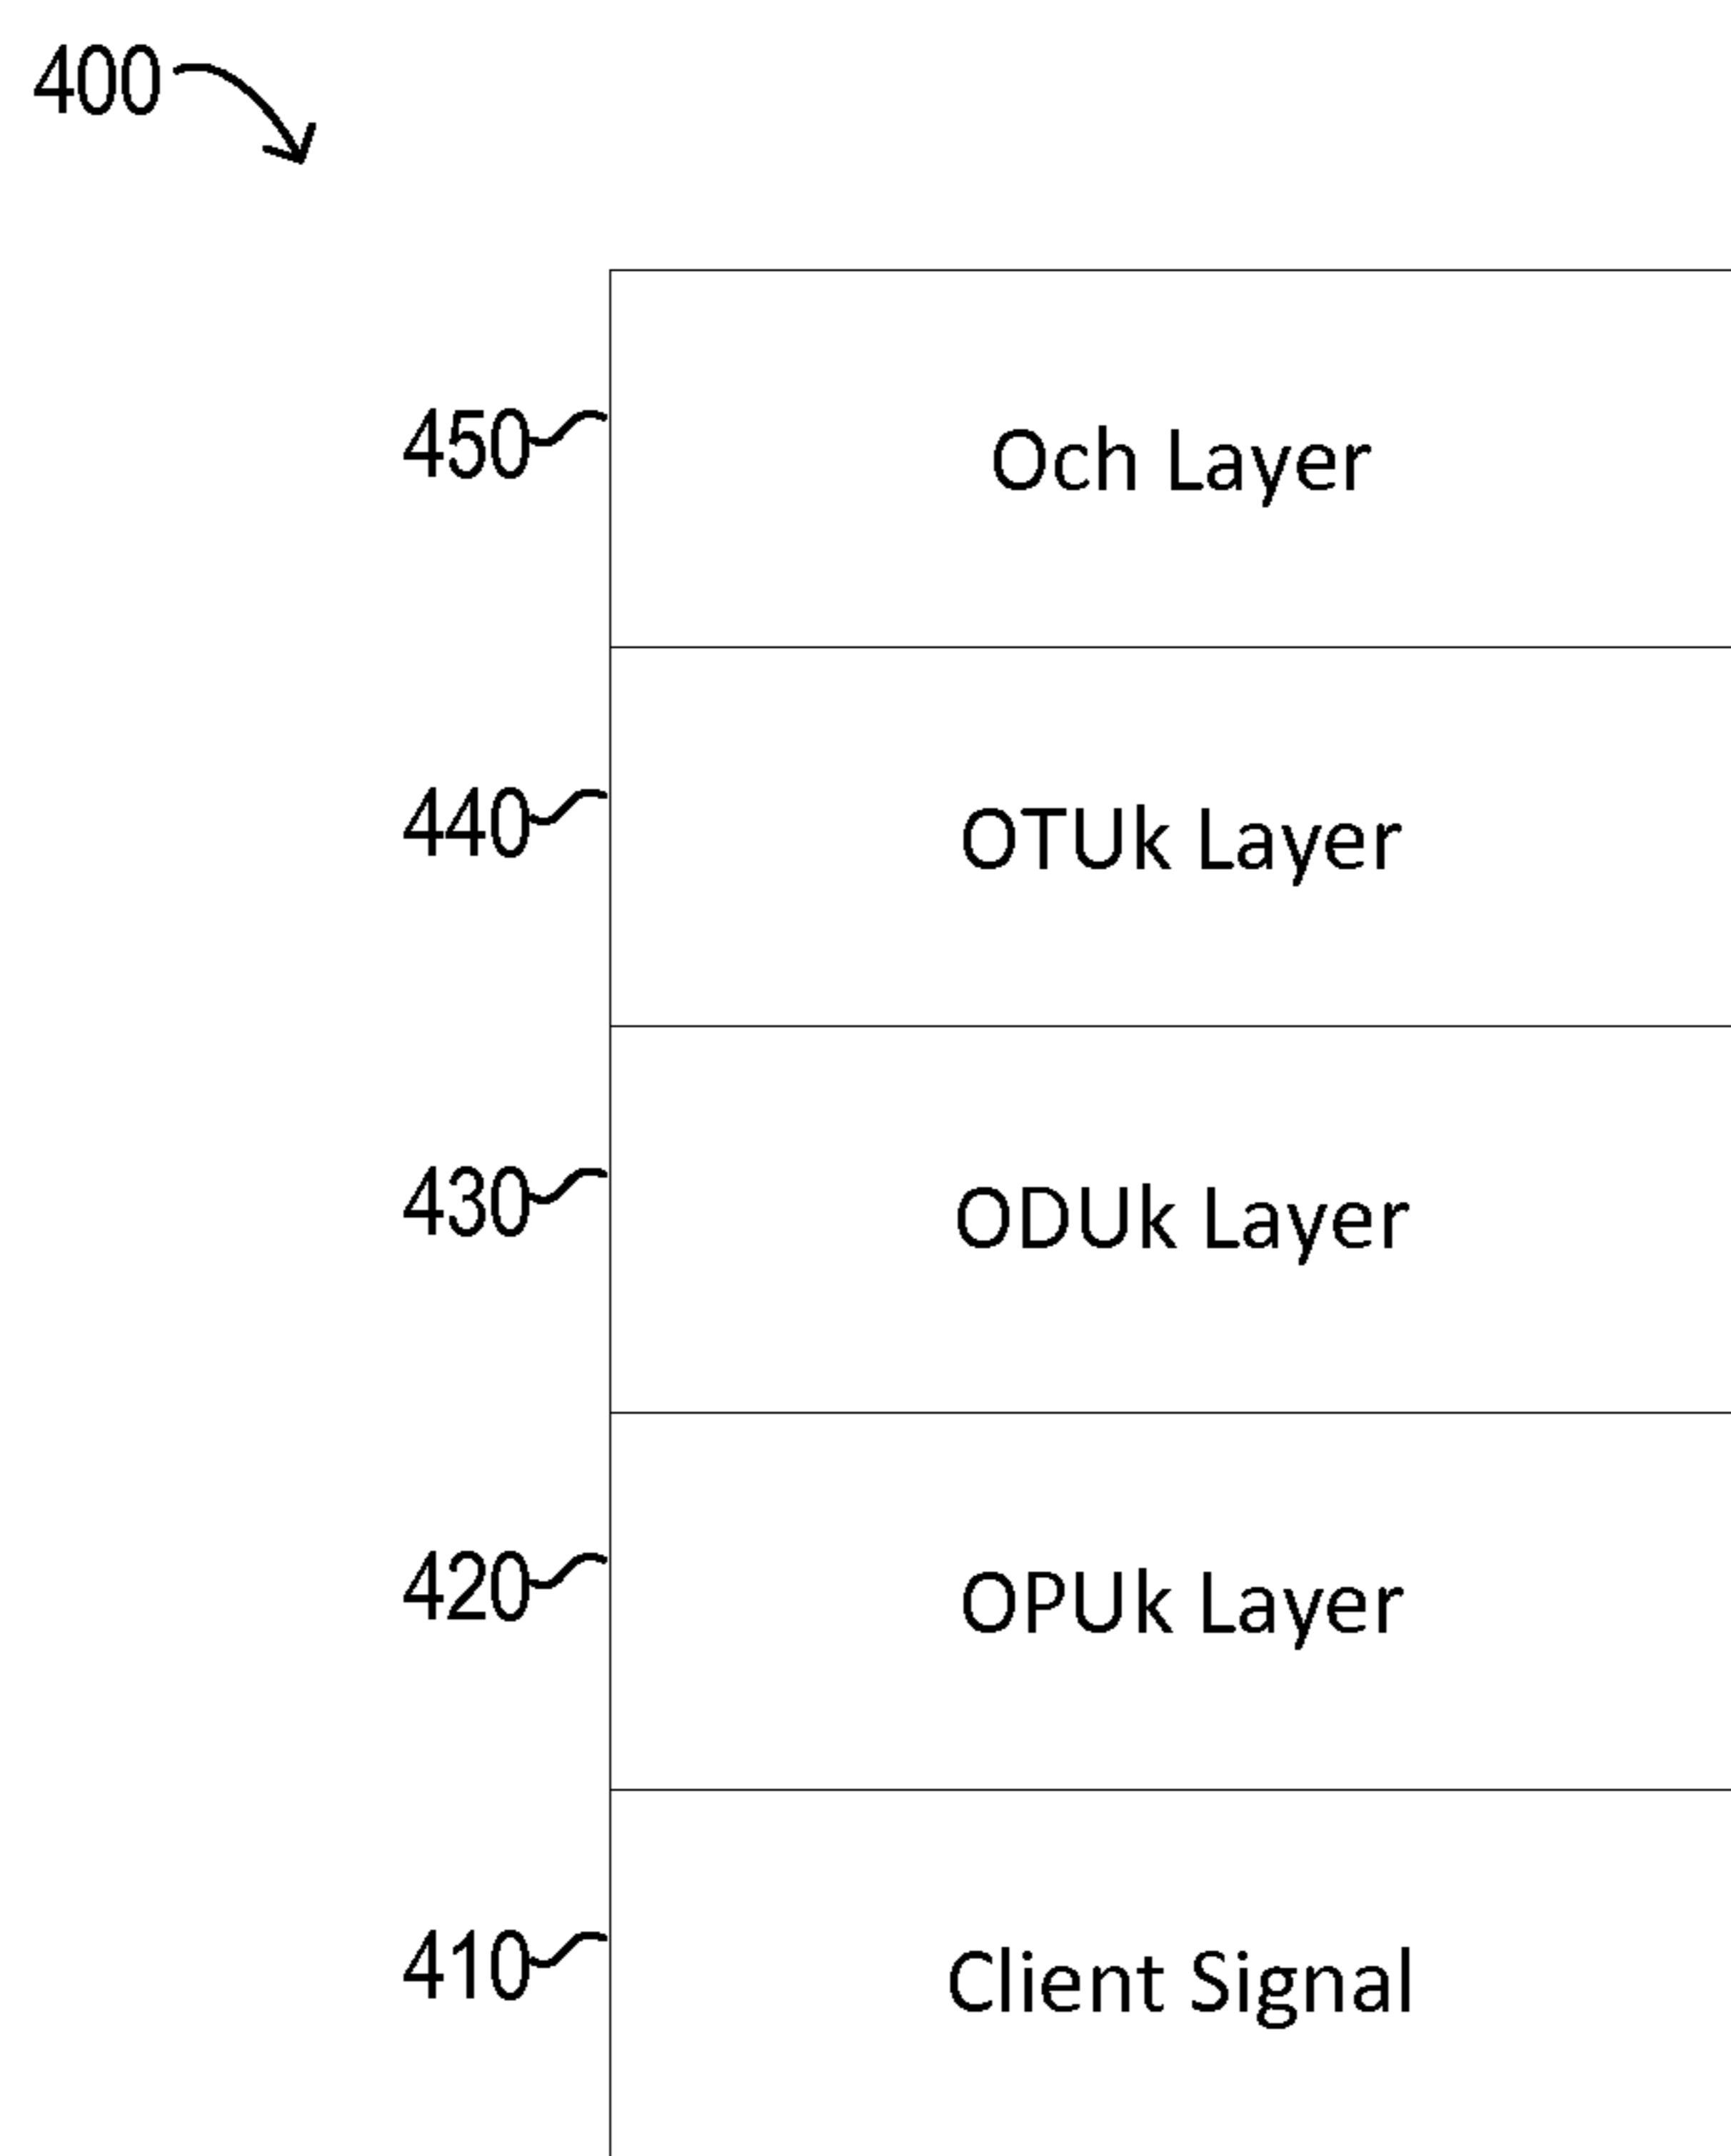 400
450 Och Layer
440 OTUk Layer
430 ODUk Layer
420 OPUk Layer
410 Client Signal